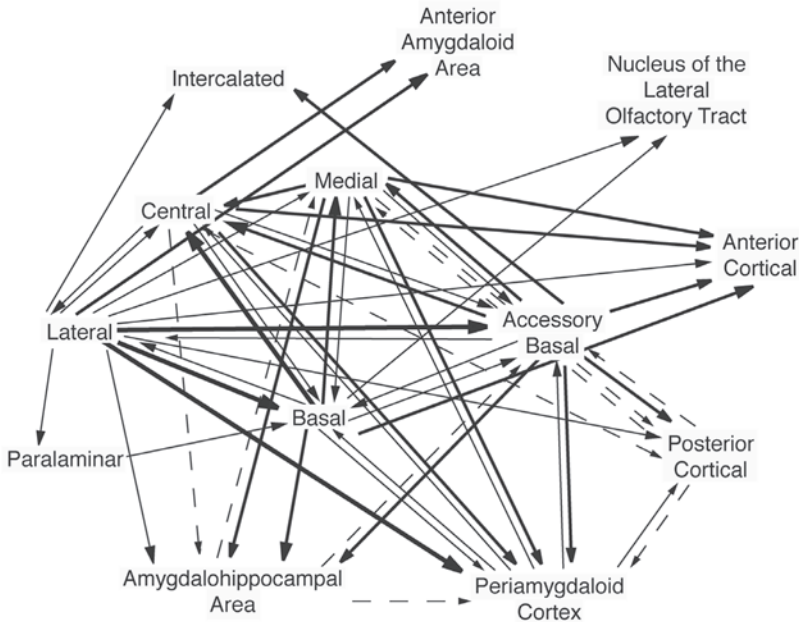 Anterior
Amygdaloid
Area
Intercalated
Nucleus of the
Lateral
Olfactory Tract
Medial
Central
Anterior
Cortical
Lateral
Accessory
Basal
Basal
Posterior
Cortical
Paralaminar
Amygdalohippocampal
Area
Periamygdaloid
Cortex